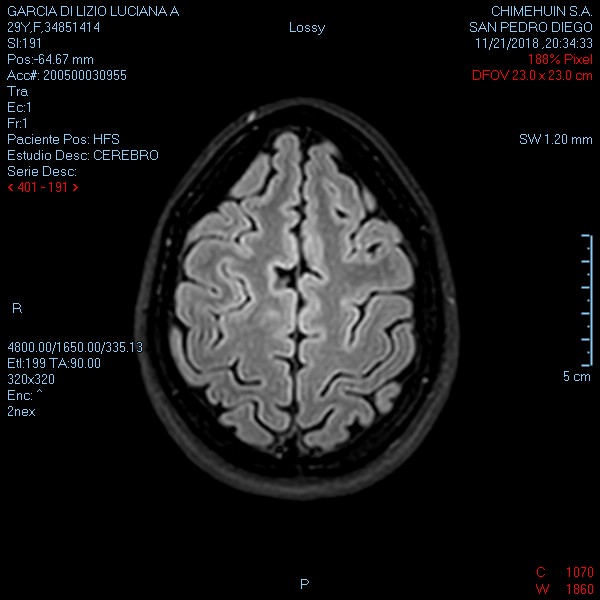 GARCIA DI LIZIO LUCIANA A
29Y,F,34851414
Sl:191
Pos:-64.67 mm
Acc#: 200500030955
Tra
Ec:1
Fr:1
Paciente Pos: HFS
Estudio Desc: CEREBRO
Serie Desc:
< 401 - 191 >
Lossy
CHIMEHUIN S.A.
SAN PEDRO DIEGO
11/21/2018 ,20:34:33
188% Pixel
DFOV 23.0 x 23.0 cm
SW 1.20 mm
R
4800.00/1650.00/335.13
Etl:199 TA:90.00
320x320
Enc: ^
2nex
5 cm
P
C 1070
W 1860